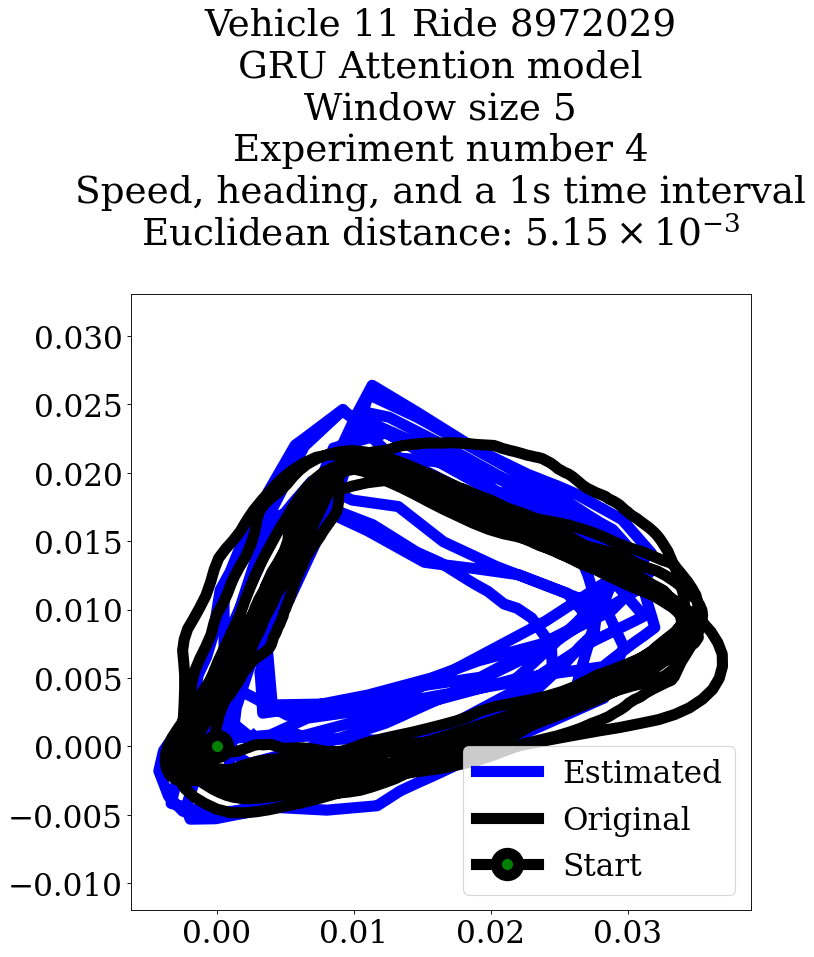 Vehicle 11 Ride 8972029
GRU Attention model
Window size 5
Experiment number 4
Speed, heading, and a 1s time interval
Euclidean distance: 5.15 × 10⁻³
0.030
0.025
0.020
0.015
0.010
0.005
0.000
−0.005
−0.010
Estimated
Original
Start
0.00 0.01 0.02 0.03